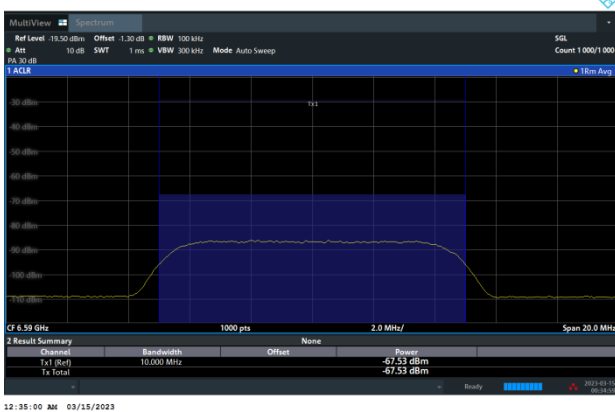 MultiView Spectrum
Ref Level -19.50 dBm Offset -1.30 dB RBW 100 kHz SGL
Att 10 dB SWT 1 ms VBW 300 kHz Mode Auto Sweep Count 1000/1000
PA 30 dB
1 ACLR 1Rm Avg
Tx1
-30 dBm
-40 dBm
-50 dBm
-60 dBm
-70 dBm
-80 dBm
-90 dBm
-100 dBm
-110 dBm
CF 6.59 GHz 1000 pts 2.0 MHz/ Span 20.0 MHz
2 Result Summary None
Channel Bandwidth Offset Power
Tx1 (Ref) 10.000 MHz -67.53 dBm
Tx Total -67.53 dBm
Ready 2023-03-15
00:34:59
12:35:00 AM 03/15/2023